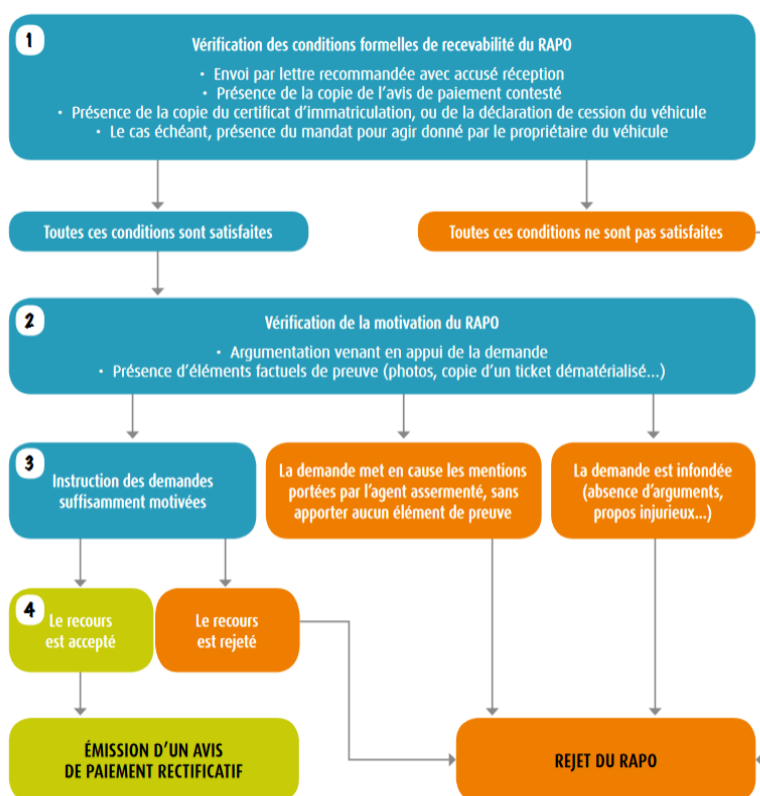 1
Vérification des conditions formelles de recevabilité du RAPO
• Envoi par lettre recommandée avec accusé réception
• Présence de la copie de l'avis de paiement contesté
• Présence de la copie du certificat d'immatriculation, ou de la déclaration de cession du véhicule
• Le cas échéant, présence du mandat pour agir donné par le propriétaire du véhicule
Toutes ces conditions sont satisfaites
Toutes ces conditions ne sont pas satisfaites
2
Vérification de la motivation du RAPO
• Argumentation venant en appui de la demande
• Présence d'éléments factuels de preuve (photos, copie d'un ticket dématérialisé...)
3
Instruction des demandes
suffisamment motivées
La demande met en cause les mentions
portées par l'agent assermenté, sans
apporter aucun élément de preuve
La demande est infondée
(absence d'arguments,
propos injurieux...)
4
Le recours
est accepté
Le recours
est rejeté
ÉMISSION D'UN AVIS
DE PAIEMENT RECTIFICATIF
REJET DU RAPO